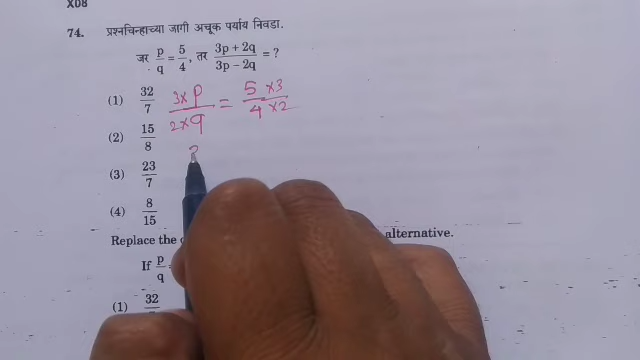 X08
74. प्रश्नचिन्हाच्या जागी अचूक पर्याय निवडा.
जर p/q = 5/4, तर (3p + 2q)/(3p − 2q) = ?
(1) 32/7
3×p/2×q = 5×3/4×2
(2) 15/8
(3) 23/7
(4) 8/15
Replace the alternative.
If p/q
(1) 32